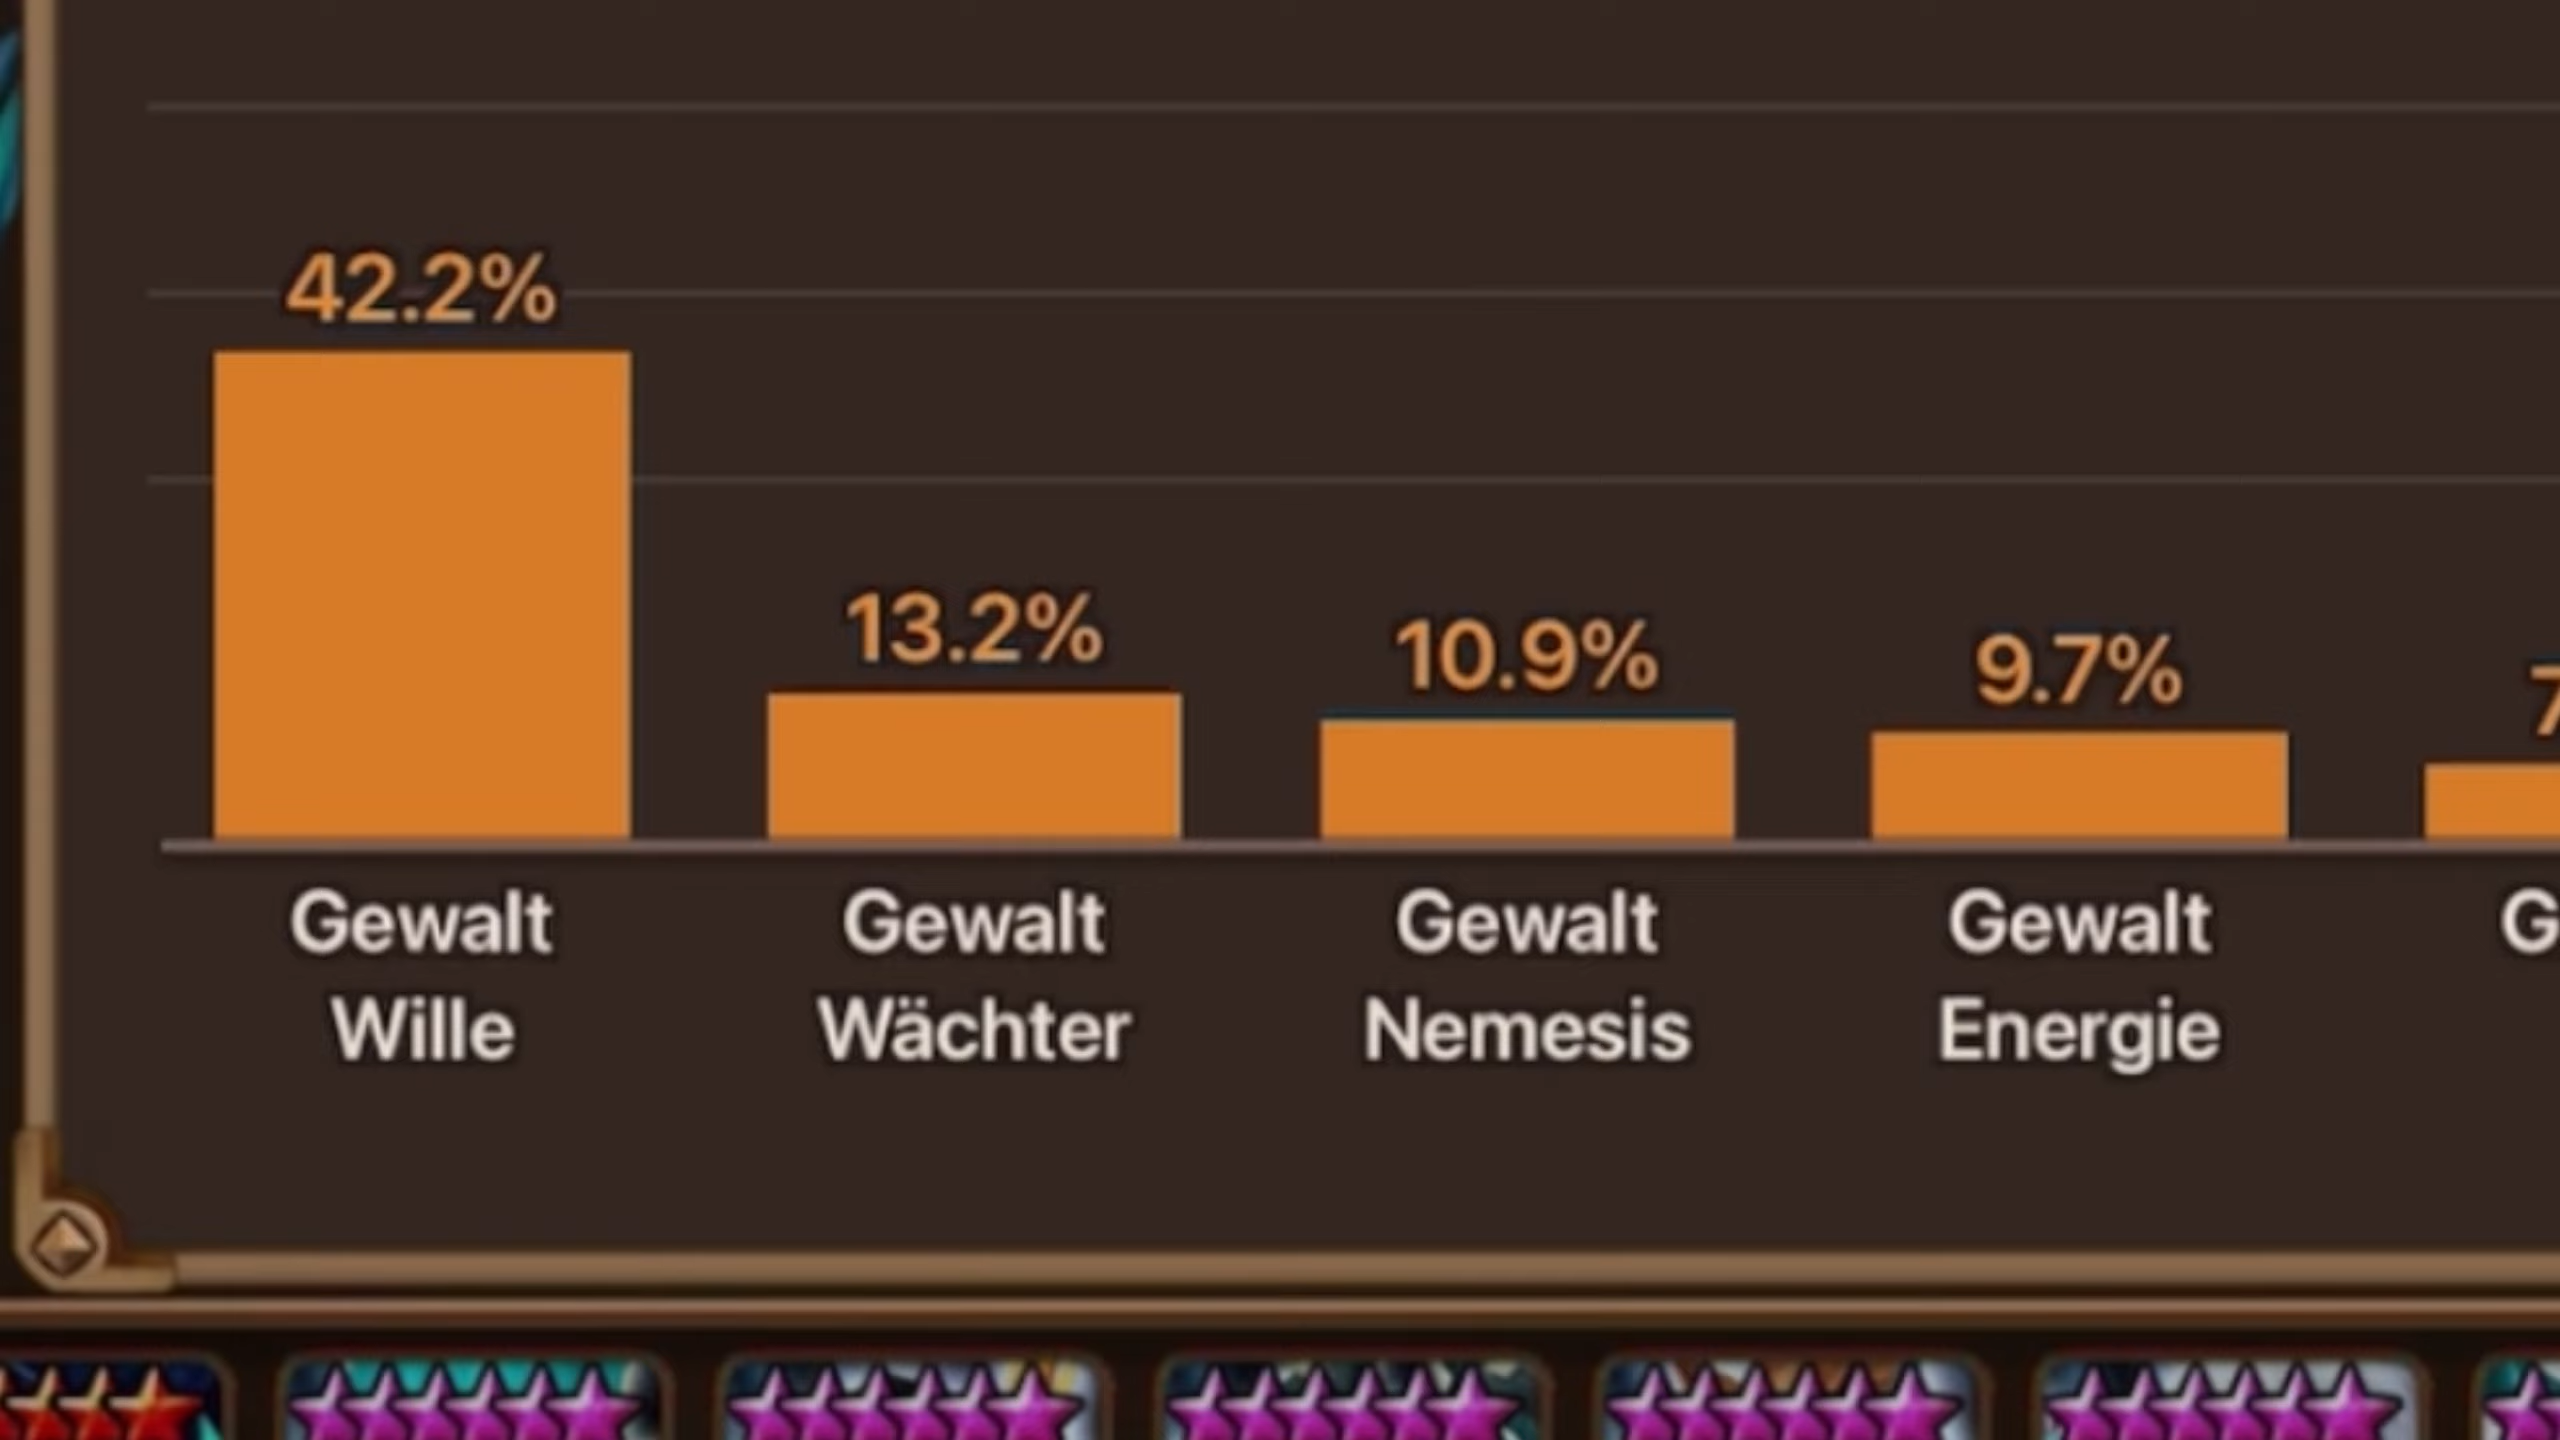 42.2%
13.2%
10.9%
9.7%
Gewalt
Wille
Gewalt
Wächter
Gewalt
Nemesis
Gewalt
Energie